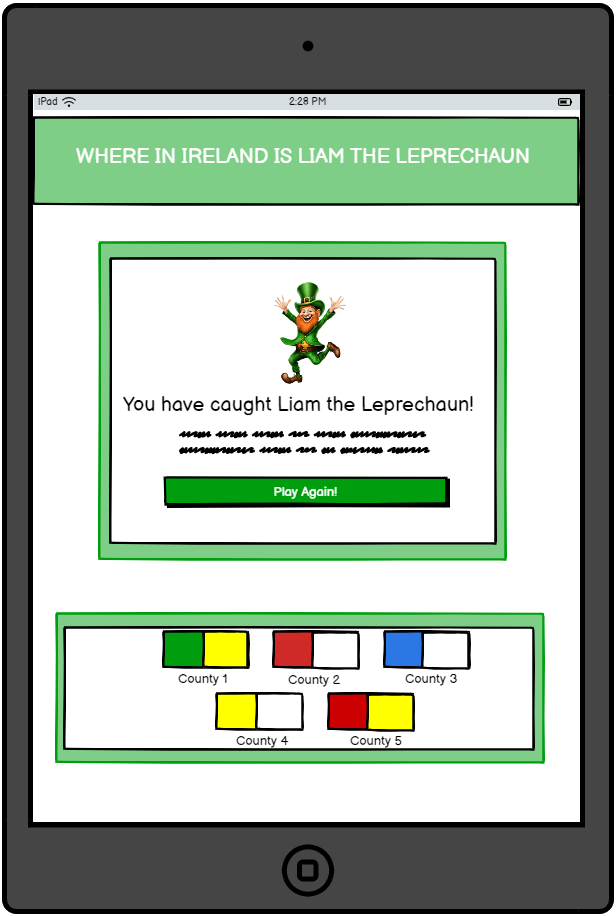 iPad 2:28 PM
WHERE IN IRELAND IS LIAM THE LEPRECHAUN
You have caught Liam the Leprechaun!
Play Again!
County 1 County 2 County 3
County 4 County 5